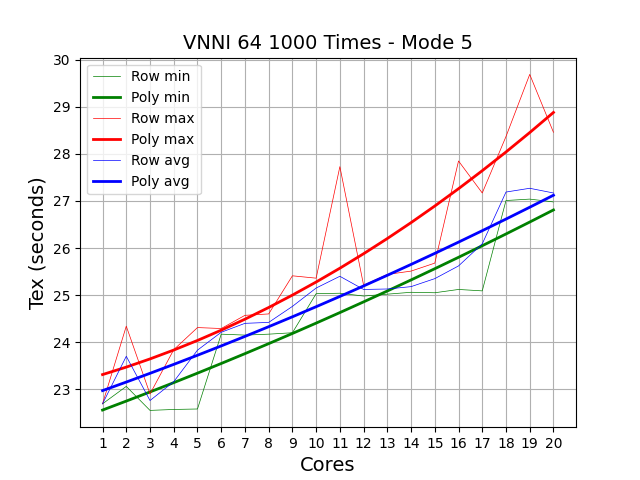 VNNI 64 1000 Times - Mode 5
Tex (seconds)
30
29
28
27
26
25
24
23
Row min
Poly min
Row max
Poly max
Row avg
Poly avg
1 2 3 4 5 6 7 8 9 10 11 12 13 14 15 16 17 18 19 20
Cores